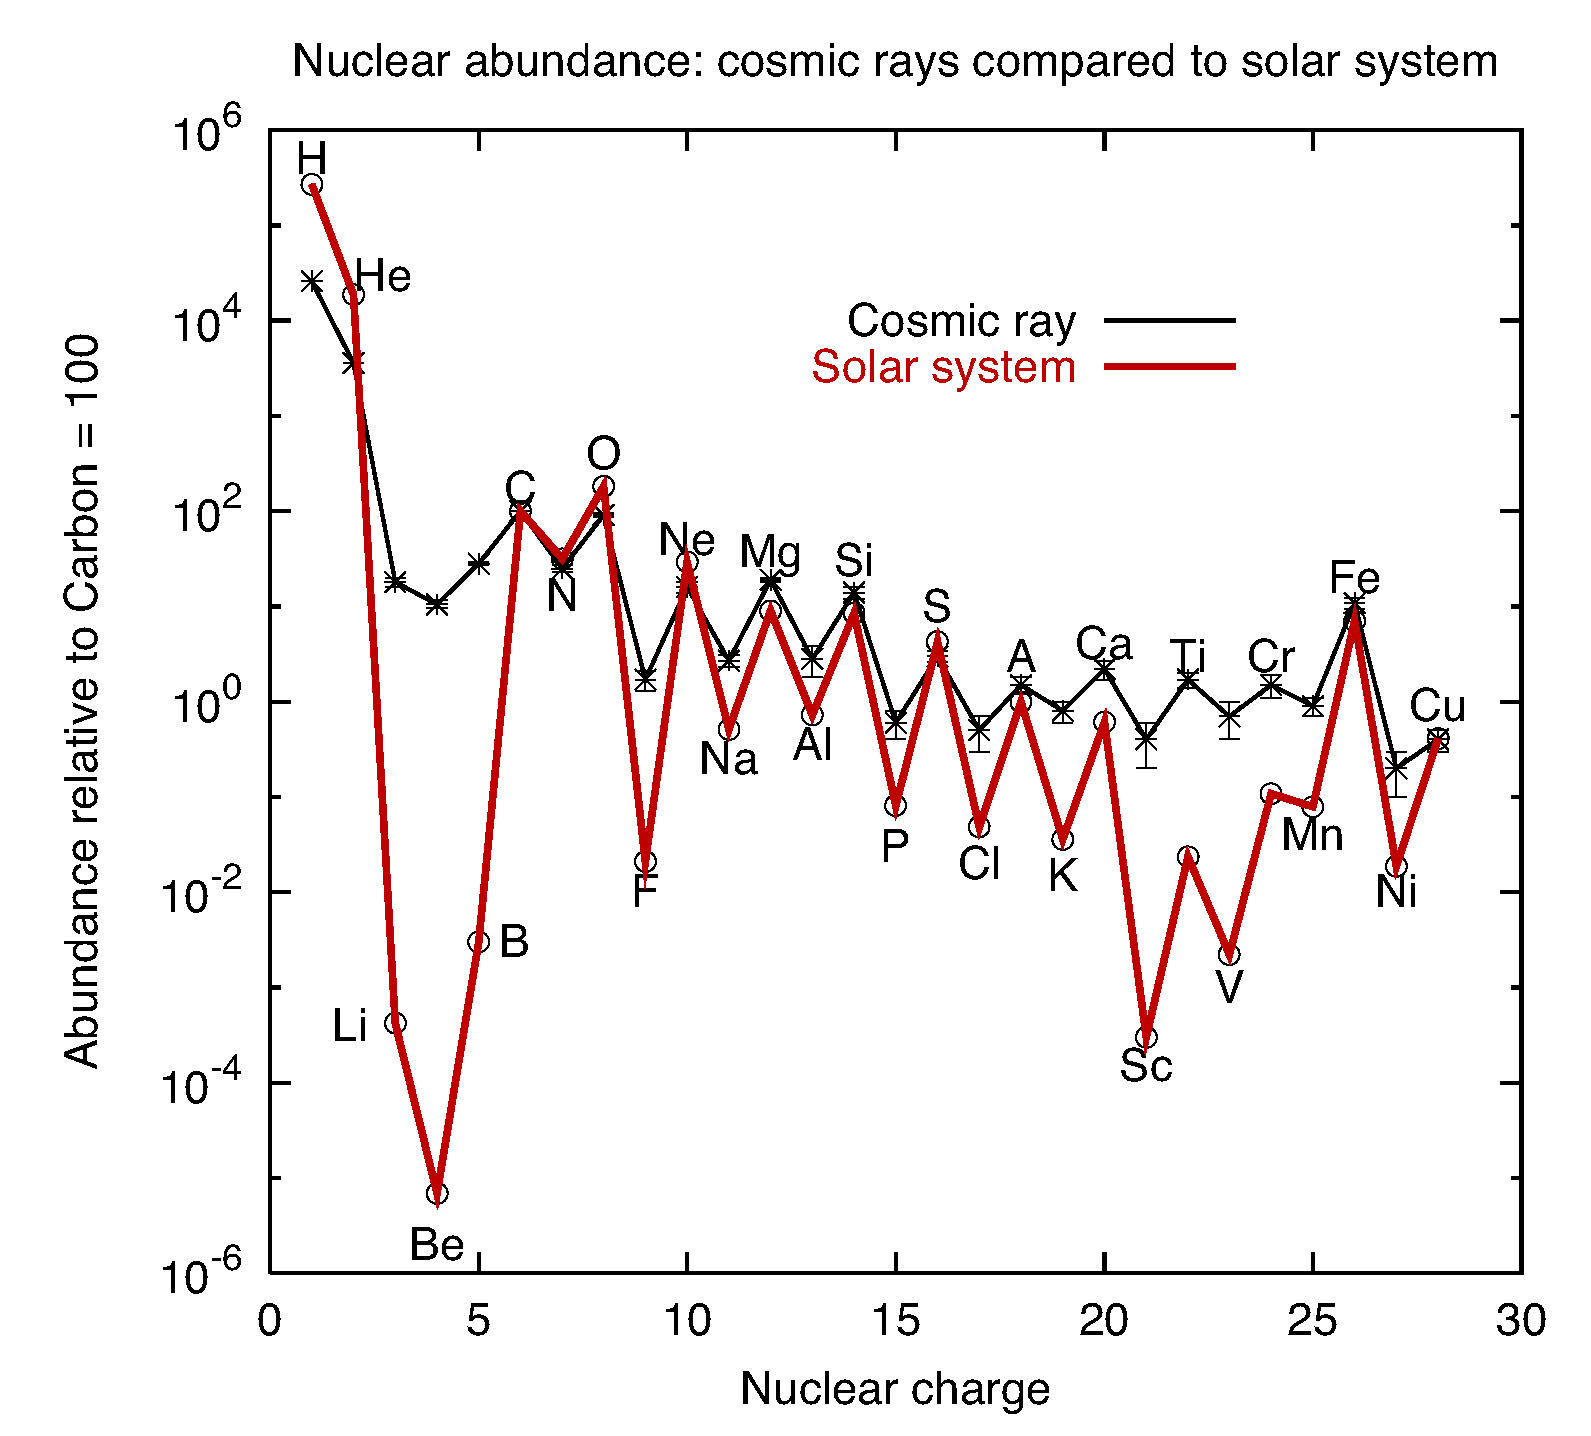 Nuclear abundance: cosmic rays compared to solar system
Abundance relative to Carbon = 100
10^6
10^4
10^2
10^0
10^-2
10^-4
10^-6
Cosmic ray
Solar system
H
He
Li
Be
B
C
N
O
F
Ne
Na
Mg
Al
Si
P
S
Cl
A
K
Ca
Sc
Ti
V
Cr
Mn
Fe
Ni
Cu
0 5 10 15 20 25 30
Nuclear charge